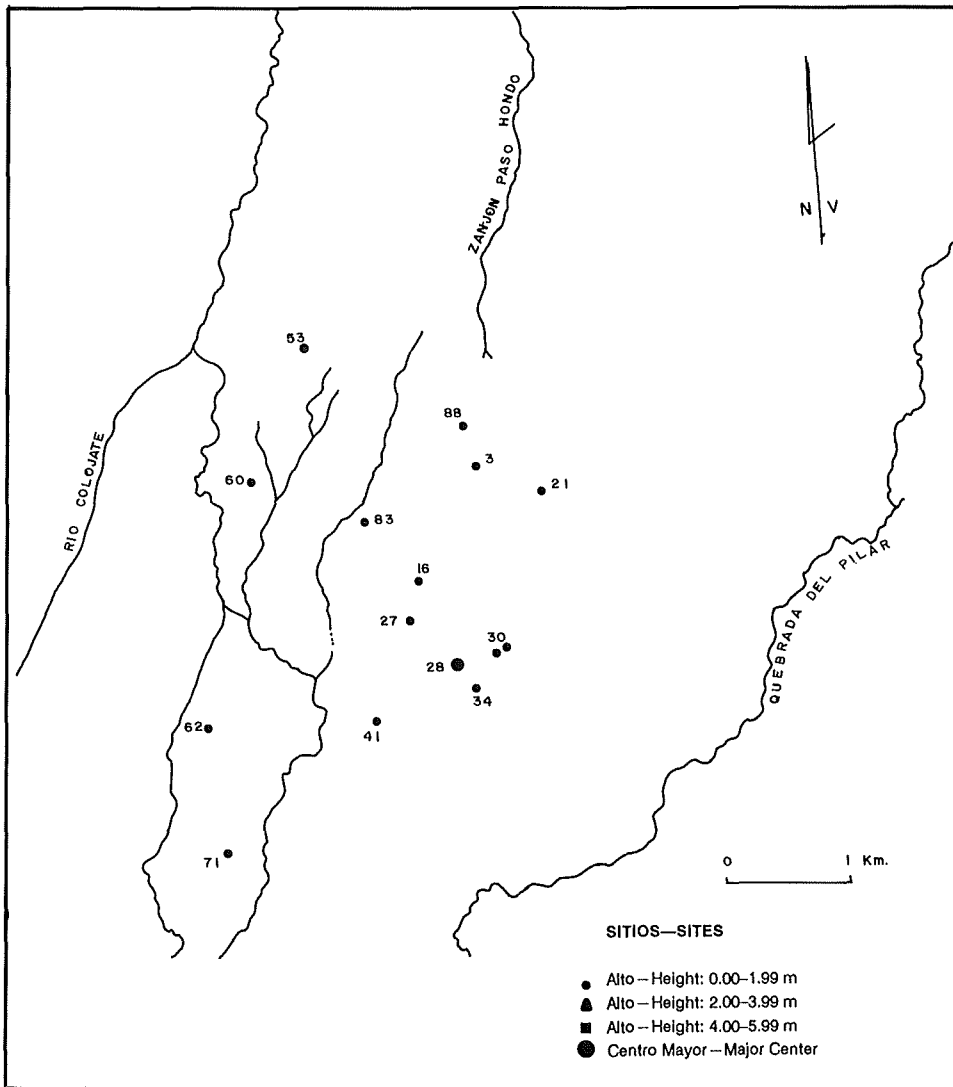 ZANJON PASO HONDO
N V
53
RIO COLOJATE
88
3
60
21
83
16
QUEBRADA DEL PILAR
27
30
28
34
62
41
71
0 1 Km.
SITIOS—SITES
Alto – Height: 0.00–1.99 m
Alto – Height: 2.00–3.99 m
Alto – Height: 4.00–5.99 m
Centro Mayor – Major Center